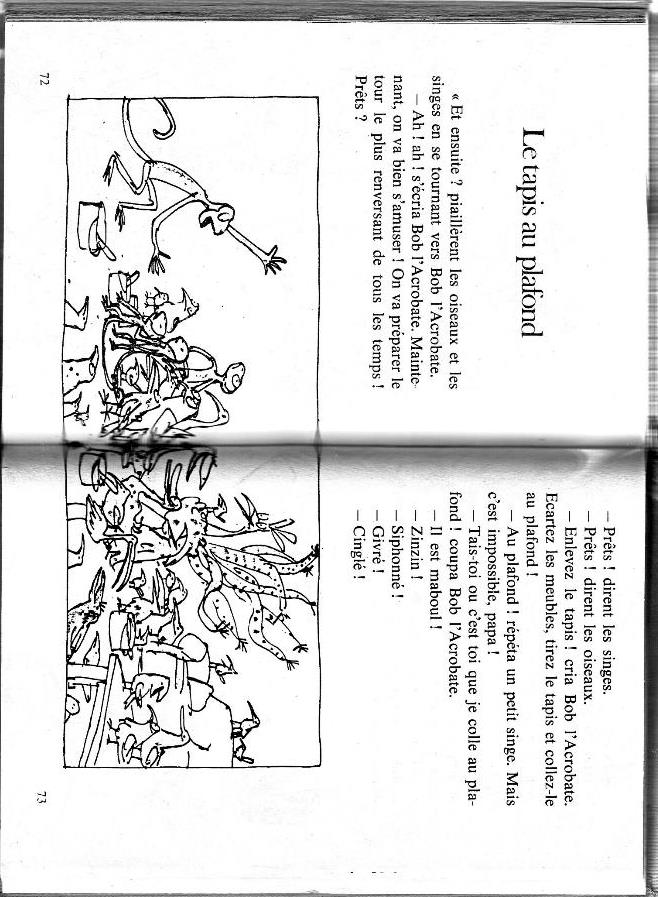 Le tapis au plafond
« Et ensuite ? piaillèrent les oiseaux et les
singes en se tournant vers Bob l'Acrobate.
– Ah ! ah ! s'écria Bob l'Acrobate. Mainte-
nant, on va bien s'amuser ! On va préparer le
tour le plus renversant de tous les temps !
Prêts ?
72
– Prêts ! dirent les singes.
– Prêts ! dirent les oiseaux.
– Enlevez le tapis ! cria Bob l'Acrobate.
Ecartez les meubles, tirez le tapis et collez-le
au plafond !
– Au plafond ! répéta un petit singe. Mais
c'est impossible, papa !
– Tais-toi ou c'est toi que je colle au pla-
fond ! coupa Bob l'Acrobate.
– Il est maboul !
– Zinzin !
– Siphonné !
– Givré !
– Cinglé !
73